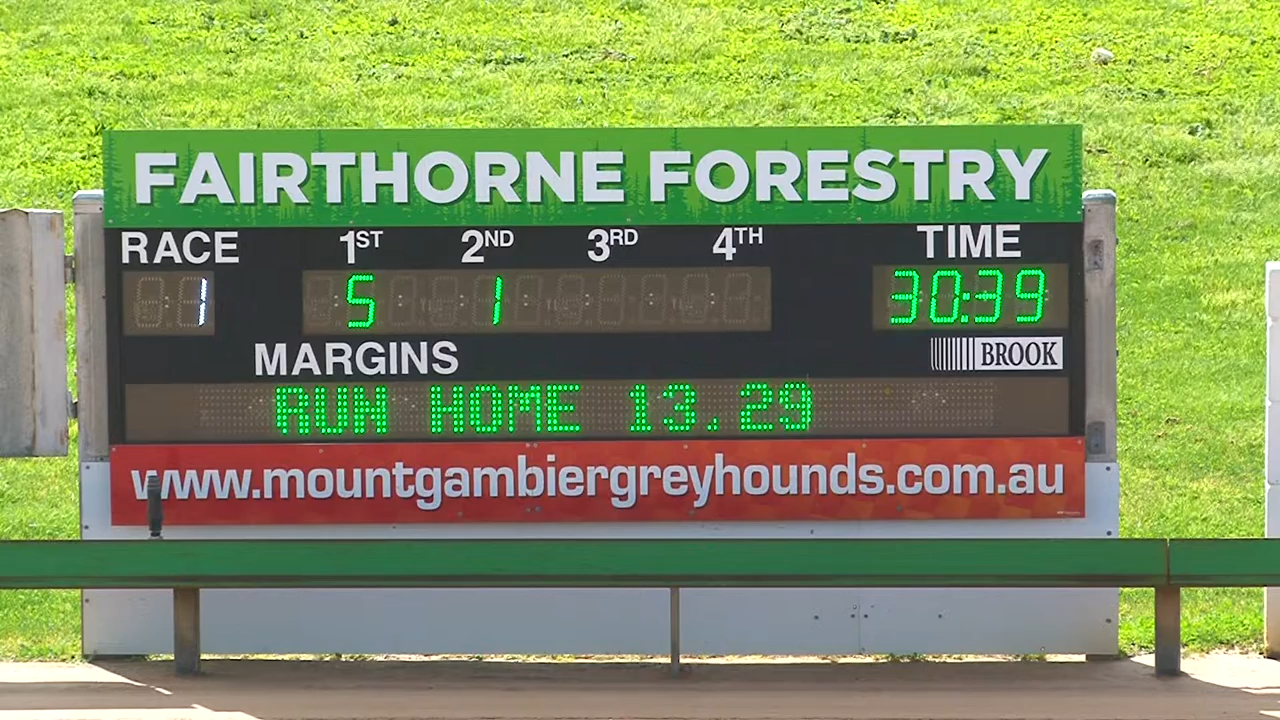 FAIRTHORNE FORESTRY
RACE 1ST 2ND 3RD 4TH TIME
1 5 1 30:39
MARGINS BROOK
RUN HOME 13.29
www.mountgambiergreyhounds.com.au